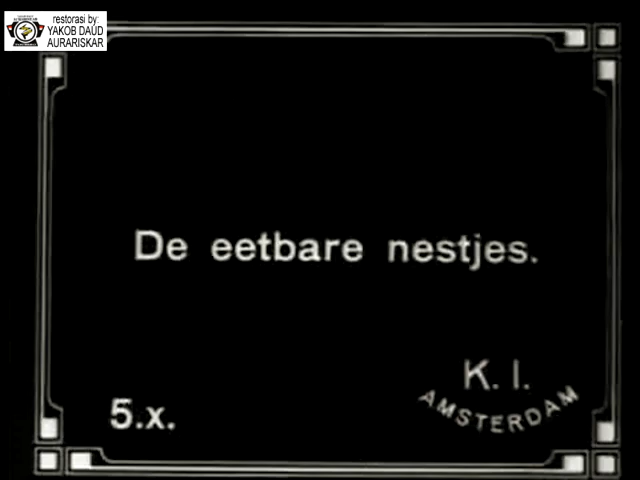 restorasi by:
YAKOB DAUD
AURARISKAR
De eetbare nestjes.
5.x.
K. I.
AMSTERDAM